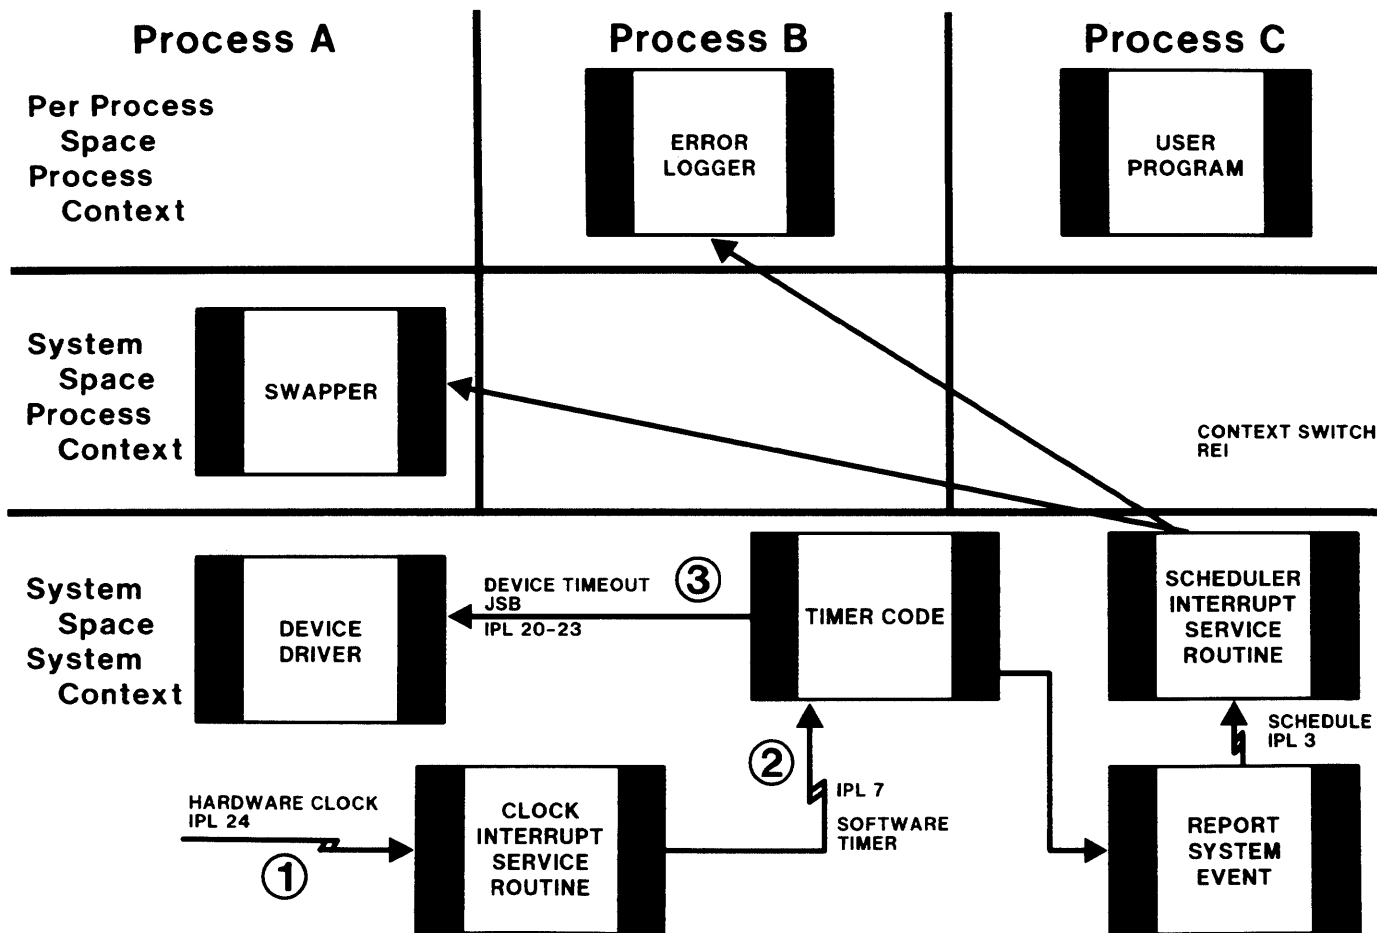 Process A
Process B
Process C
Per Process
Space
Process
Context
ERROR
LOGGER
USER
PROGRAM
System
Space
Process
Context
SWAPPER
CONTEXT SWITCH
REI
System
Space
System
Context
DEVICE
DRIVER
DEVICE TIMEOUT
JSB
IPL 20-23
3
TIMER CODE
SCHEDULER
INTERRUPT
SERVICE
ROUTINE
SCHEDULE
IPL 3
2
IPL 7
SOFTWARE
TIMER
HARDWARE CLOCK
IPL 24
1
CLOCK
INTERRUPT
SERVICE
ROUTINE
REPORT
SYSTEM
EVENT